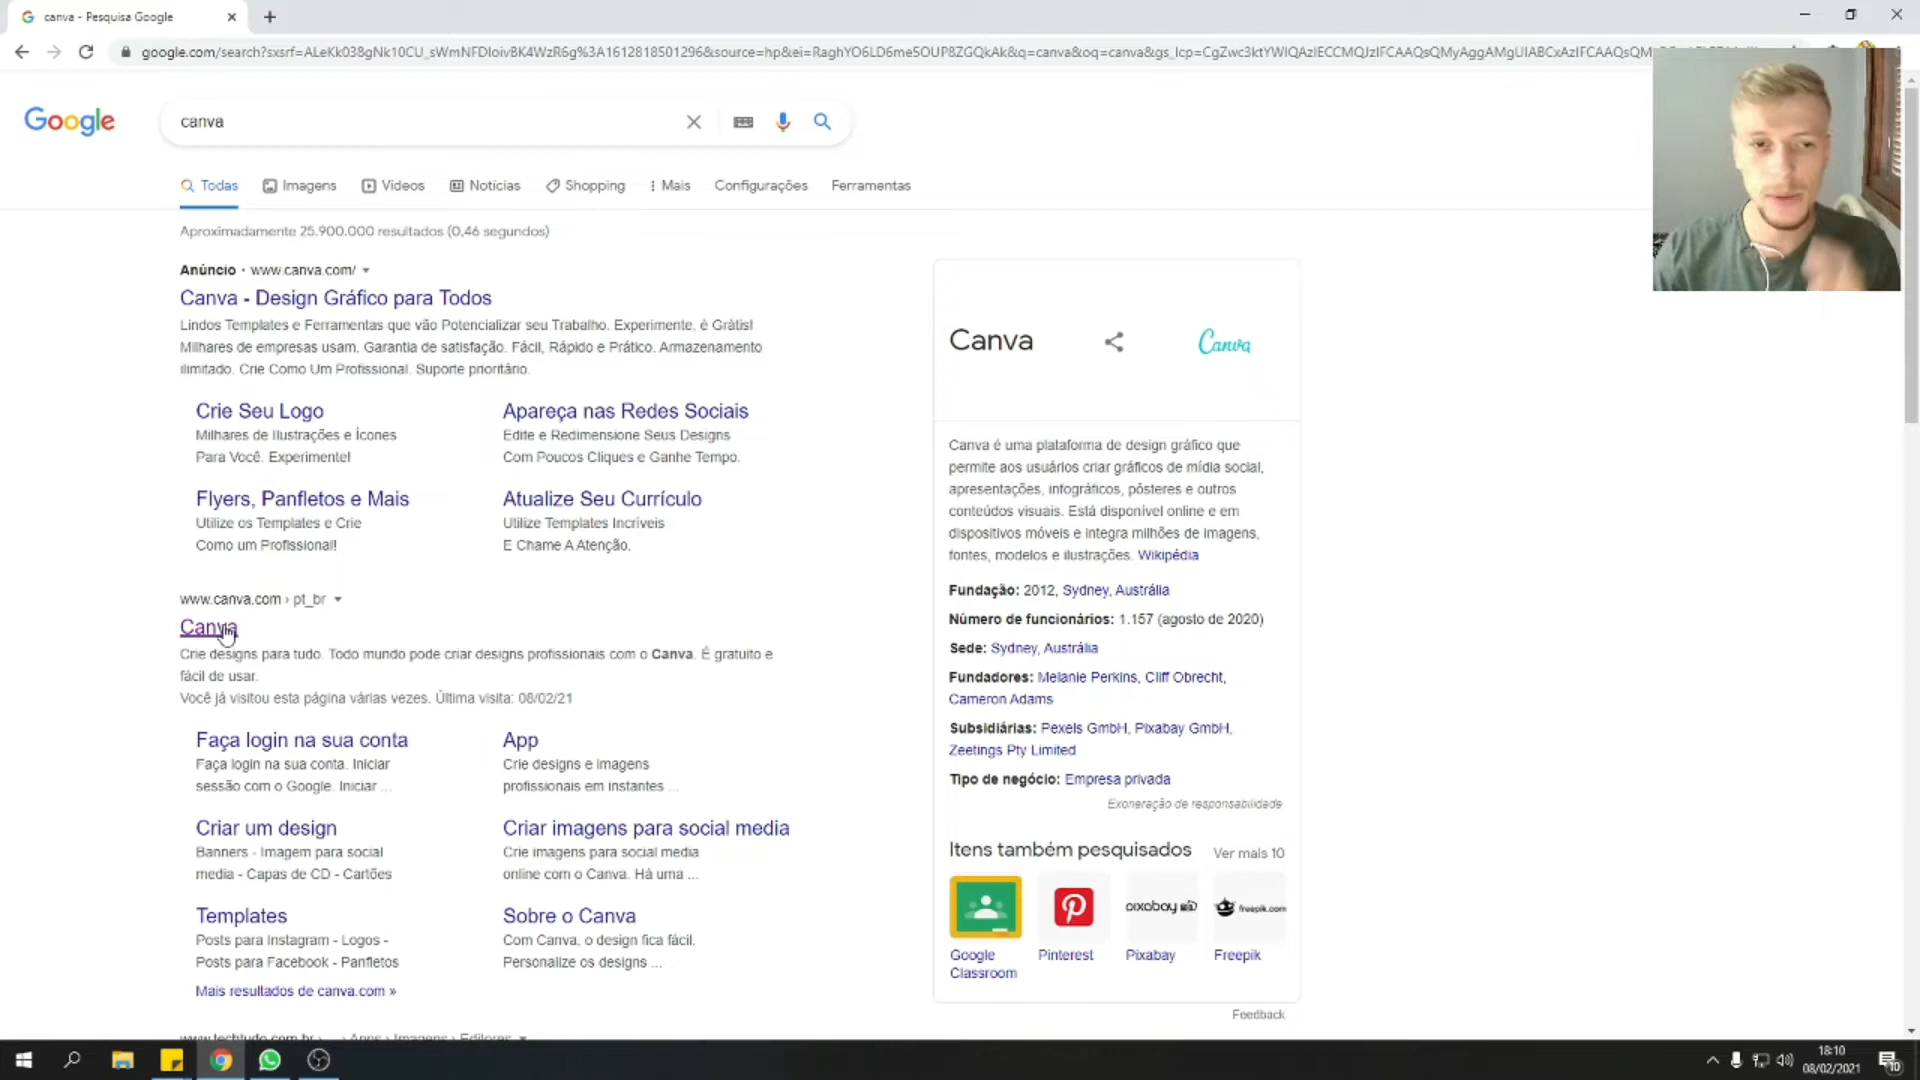 canva - Pesquisa Google
google.com/search?sxsrf=ALeKk038gNk10CU_sWmNFDIoivBK4WzR6g%3A1612818501296&source=hp&ei=RaghYO6LD6me5OUP8ZGQkAk&q=canva&oq=canva&gs_lcp=CgZwc3ktYWIQAzIECCMQJzIFCAAQsQMyAggAMgUIABCxAzIFCAAQsQM
Google
canva
Todas
Imagens
Vídeos
Notícias
Shopping
Mais
Configurações
Ferramentas
Aproximadamente 25.900.000 resultados (0,46 segundos)
Anúncio · www.canva.com/
Canva - Design Gráfico para Todos
Lindos Templates e Ferramentas que vão Potencializar seu Trabalho. Experimente, é Grátis!
Milhares de empresas usam. Garantia de satisfação. Fácil, Rápido e Prático. Armazenamento
ilimitado. Crie Como Um Profissional. Suporte prioritário.
Crie Seu Logo
Milhares de Ilustrações e Ícones
Para Você. Experimente!
Apareça nas Redes Sociais
Edite e Redimensione Seus Designs
Com Poucos Cliques e Ganhe Tempo.
Flyers, Panfletos e Mais
Utilize os Templates e Crie
Como um Profissional!
Atualize Seu Currículo
Utilize Templates Incríveis
E Chame A Atenção.
www.canva.com › pt_br
Canva
Crie designs para tudo. Todo mundo pode criar designs profissionais com o Canva. É gratuito e
fácil de usar.
Você já visitou esta página várias vezes. Última visita: 08/02/21
Faça login na sua conta
Faça login na sua conta. Iniciar
sessão com o Google. Iniciar ...
App
Crie designs e imagens
profissionais em instantes ...
Criar um design
Banners - Imagem para social
media - Capas de CD - Cartões
Criar imagens para social media
Crie imagens para social media
online com o Canva. Há uma ...
Templates
Posts para Instagram - Logos -
Posts para Facebook - Panfletos
Sobre o Canva
Com Canva, o design fica fácil.
Personalize os designs ...
Mais resultados de canva.com »
www.techtudo.com.br › ... › Apps › Imagens › Editores
Canva
Canva
Canva é uma plataforma de design gráfico que
permite aos usuários criar gráficos de mídia social,
apresentações, infográficos, pôsteres e outros
conteúdos visuais. Está disponível online e em
dispositivos móveis e integra milhões de imagens,
fontes, modelos e ilustrações. Wikipédia
Fundação: 2012, Sydney, Austrália
Número de funcionários: 1.157 (agosto de 2020)
Sede: Sydney, Austrália
Fundadores: Melanie Perkins, Cliff Obrecht,
Cameron Adams
Subsidiárias: Pexels GmbH, Pixabay GmbH,
Zeetings Pty Limited
Tipo de negócio: Empresa privada
Exoneração de responsabilidade
Itens também pesquisados
Ver mais 10
pixabay
freepik.com
Google
Classroom
Pinterest
Pixabay
Freepik
Feedback
18:10
08/02/2021
10